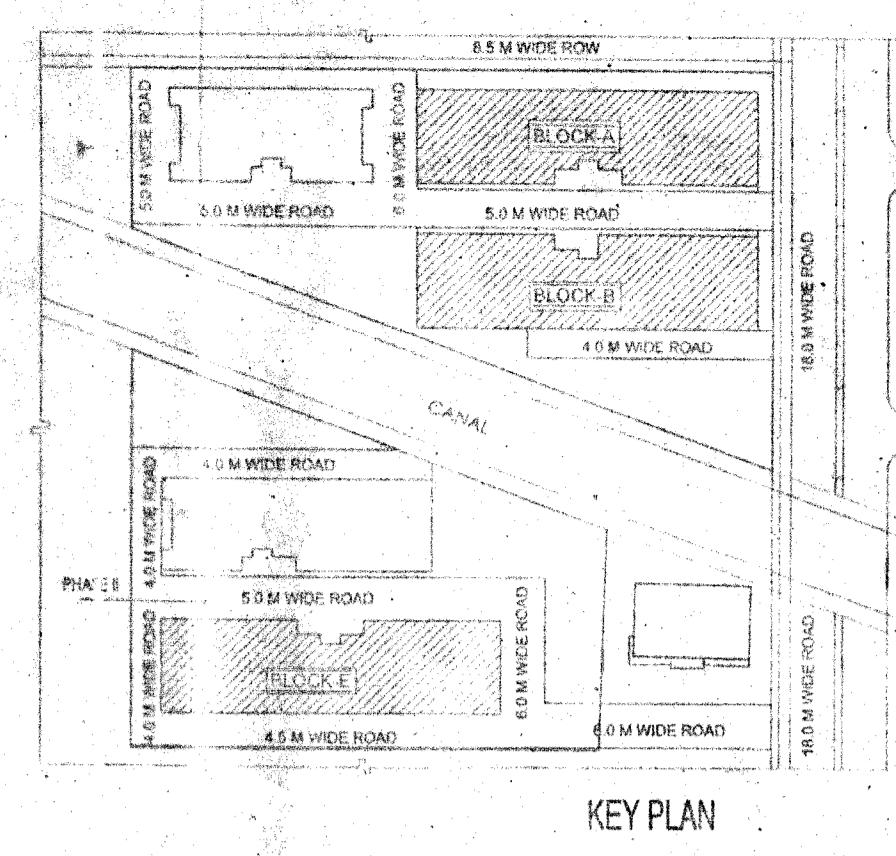 8.5 M WIDE ROW
5.0 M WIDE ROAD
6.0 M WIDE ROAD
BLOCK-A
5.0 M WIDE ROAD
5.0 M WIDE ROAD
BLOCK-B
4.0 M WIDE ROAD
18.0 M WIDE ROAD
CANAL
4.0 M WIDE ROAD
4.0 M WIDE ROAD
PHASE II
5.0 M WIDE ROAD
4.0 M WIDE ROAD
BLOCK-E
6.0 M WIDE ROAD
4.5 M WIDE ROAD
6.0 M WIDE ROAD
18.0 M WIDE ROAD
KEY PLAN